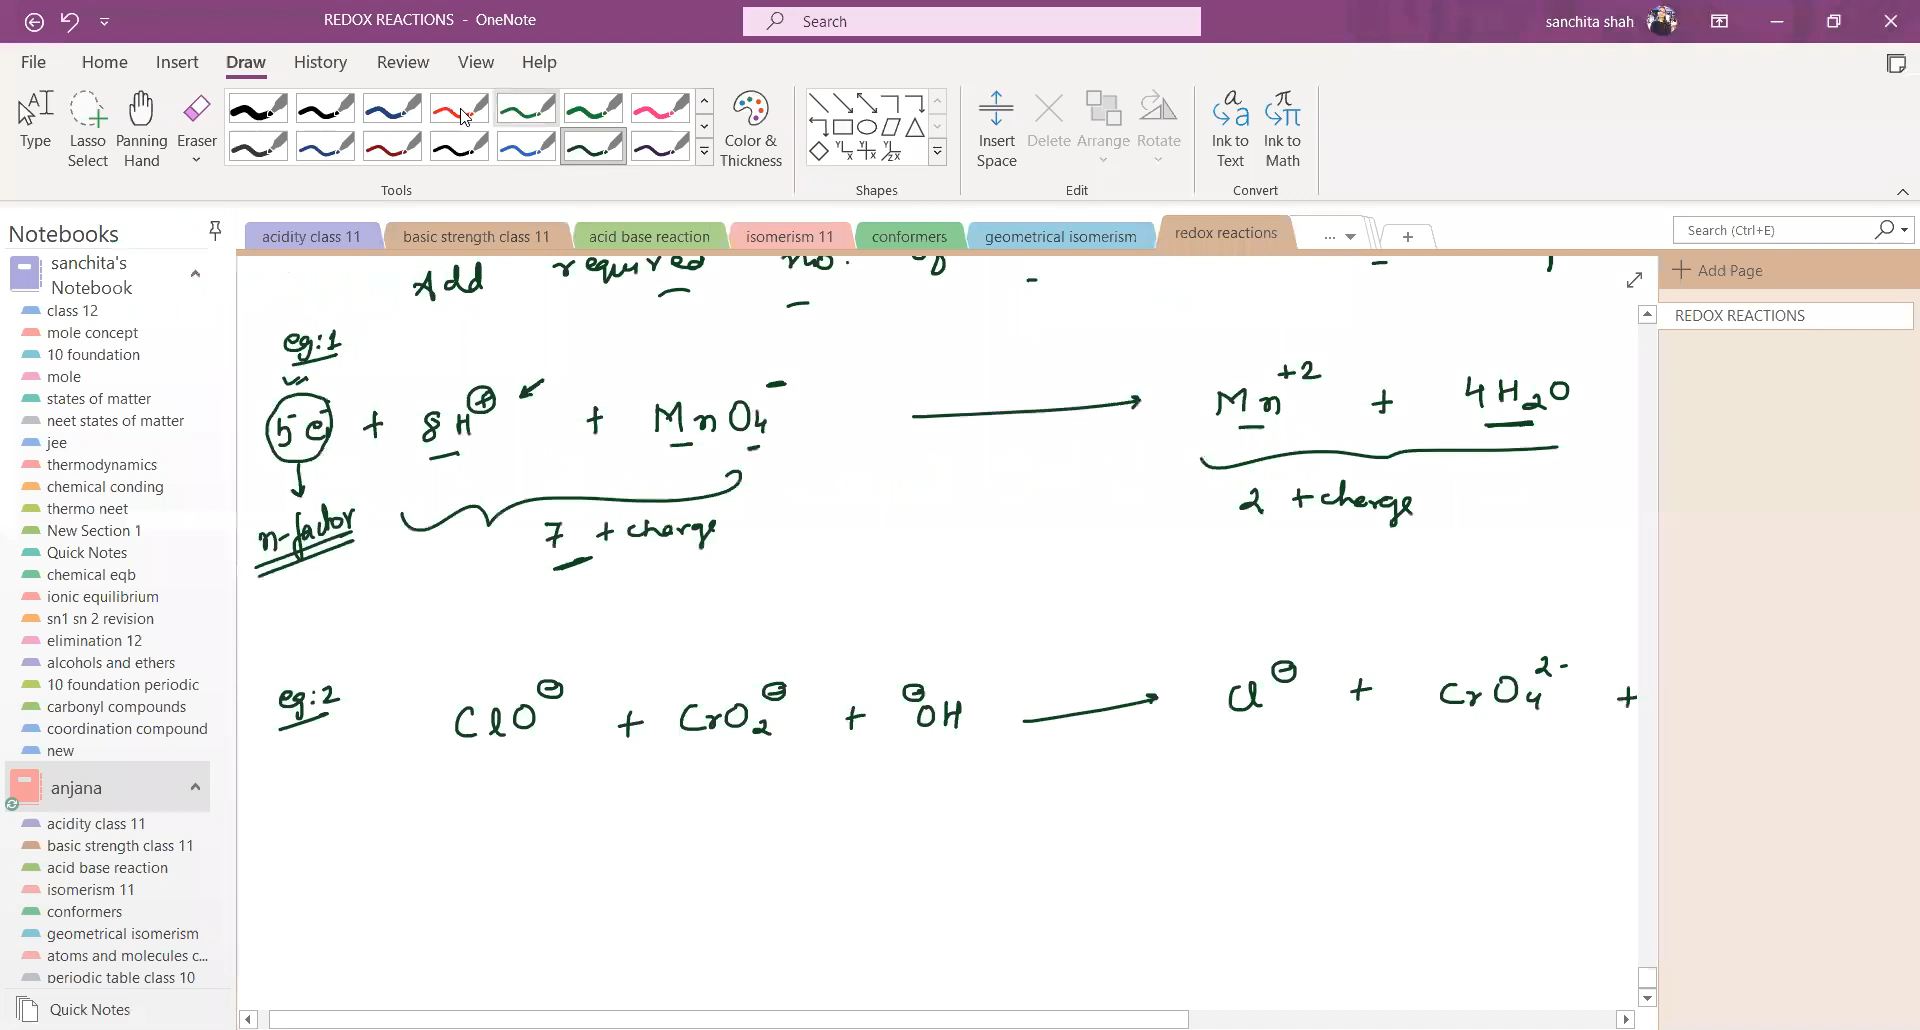 REDOX REACTIONS - OneNote
Search
sanchita shah
File Home Insert Draw History Review View Help
Type
Lasso Select
Panning Hand
Eraser
Color & Thickness
Insert Space
Delete
Arrange
Rotate
Ink to Text
Ink to Math
Tools
Shapes
Edit
Convert
Notebooks
acidity class 11
basic strength class 11
acid base reaction
isomerism 11
conformers
geometrical isomerism
redox reactions
...
+
Search (Ctrl+E)
Add Page
REDOX REACTIONS
sanchita's Notebook
class 12
mole concept
10 foundation
mole
states of matter
neet states of matter
jee
thermodynamics
chemical conding
thermo neet
New Section 1
Quick Notes
chemical eqb
ionic equilibrium
sn1 sn 2 revision
elimination 12
alcohols and ethers
10 foundation periodic
carbonyl compounds
coordination compound
new
anjana
acidity class 11
basic strength class 11
acid base reaction
isomerism 11
conformers
geometrical isomerism
atoms and molecules c...
periodic table class 10
Quick Notes
Add required no. of
eg:1
5e + 8H⊕ + MnO₄⁻ → Mn⁺² + 4H₂O
n-factor
7 + charge
2 + charge
eg:2
ClO⊖ + CrO₂⊖ + ⊖OH → Cl⊖ + CrO₄²⁻ +